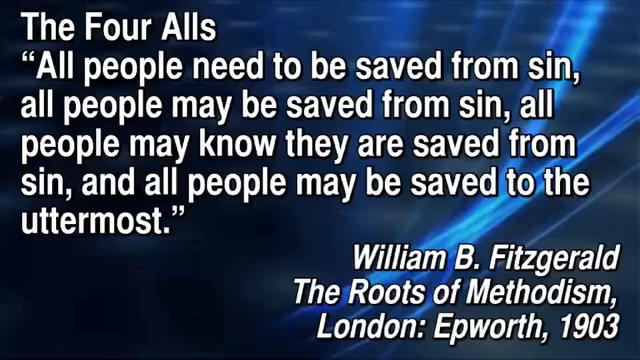 The Four Alls
“All people need to be saved from sin,
all people may be saved from sin, all
people may know they are saved from
sin, and all people may be saved to the
uttermost.”
William B. Fitzgerald
The Roots of Methodism,
London: Epworth, 1903